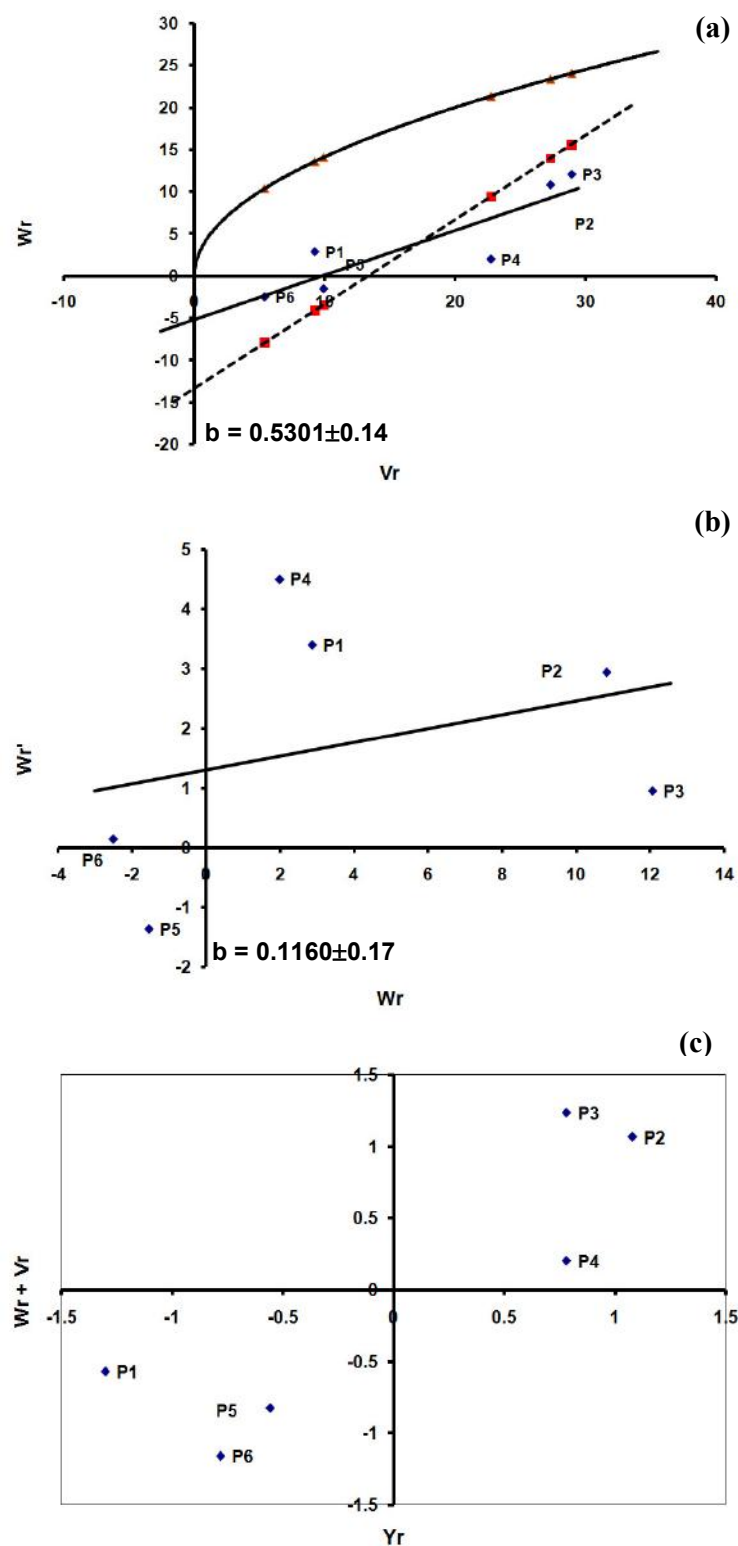 (a)
30
25
20
15
10
5
0
-5
-10
-15
-20
Wr
-10 0 10 20 30 40
P1
P5
P6
P4
P3
P2
b = 0.5301±0.14
Vr
(b)
5
4
3
2
1
0
-1
-2
Wr'
-4 -2 0 2 4 6 8 10 12 14
P4
P1
P2
P3
P6
P5
b = 0.1160±0.17
Wr
(c)
1.5
1
0.5
0
-0.5
-1
-1.5
Wr + Vr
-1.5 -1 -0.5 0 0.5 1 1.5
P3
P2
P4
P1
P5
P6
Yr